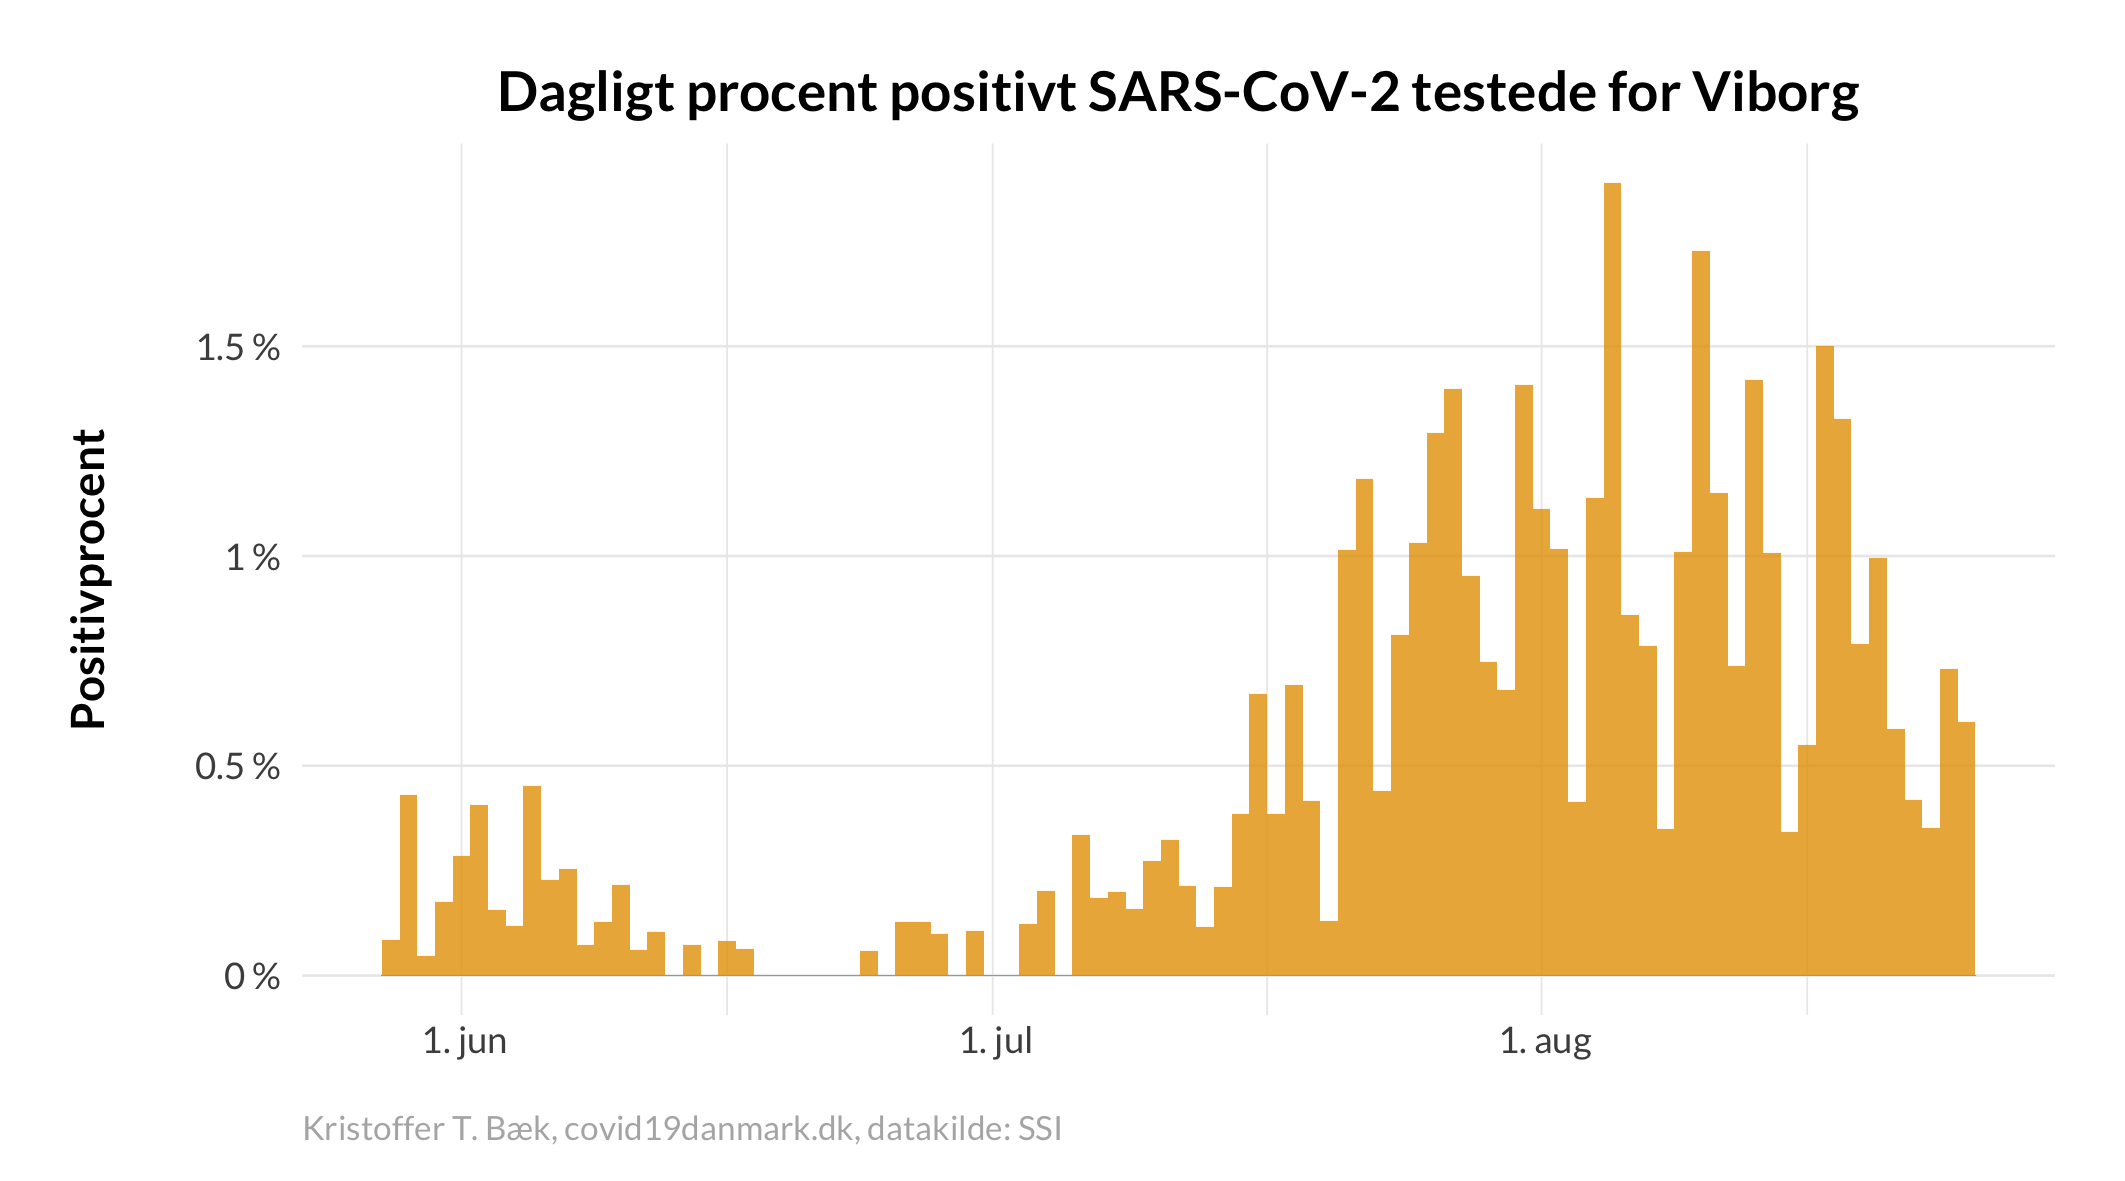 Dagligt procent positivt SARS-CoV-2 testede for Viborg
Positivprocent
1.5 %
1 %
0.5 %
0 %
1. jun
1. jul
1. aug
Kristoffer T. Bæk, covid19danmark.dk, datakilde: SSI